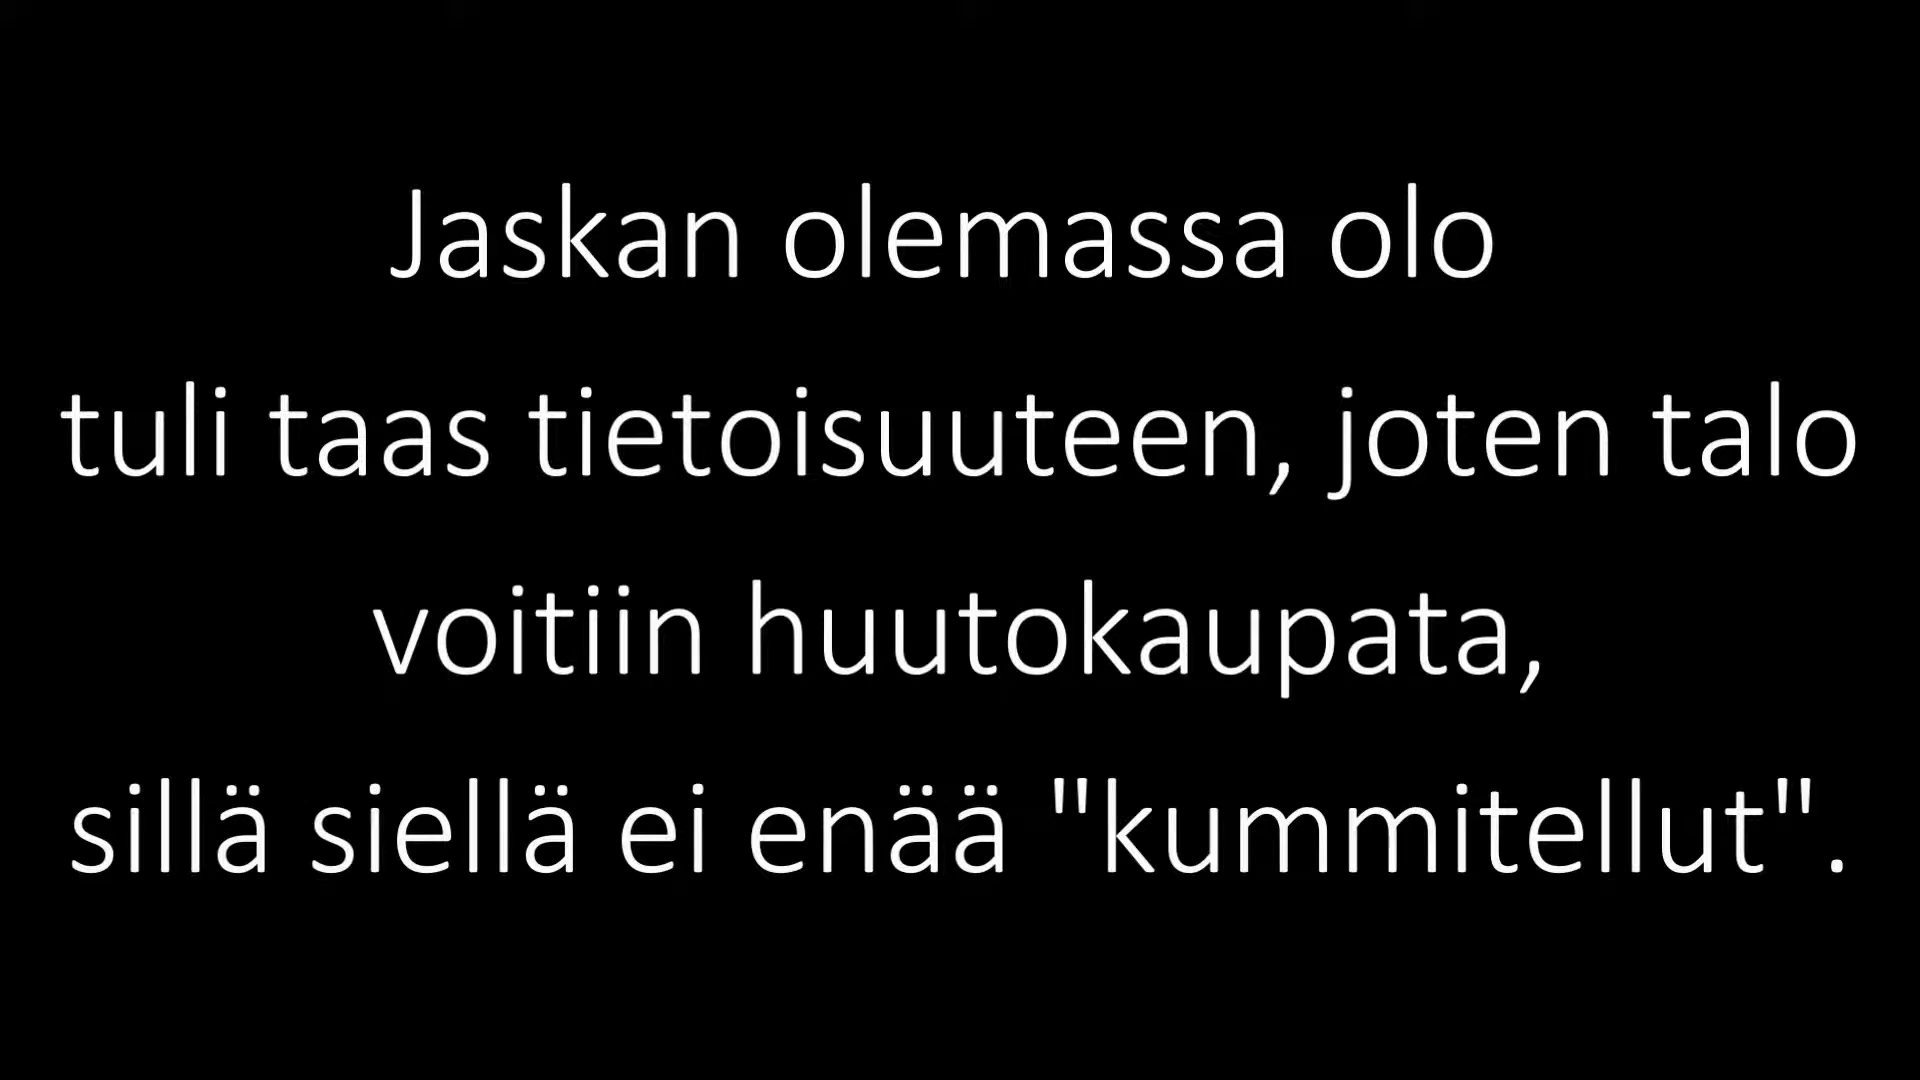 Jaskan olemassa olo
tuli taas tietoisuuteen, joten talo
voitiin huutokaupata,
sillä siellä ei enää "kummitellut".